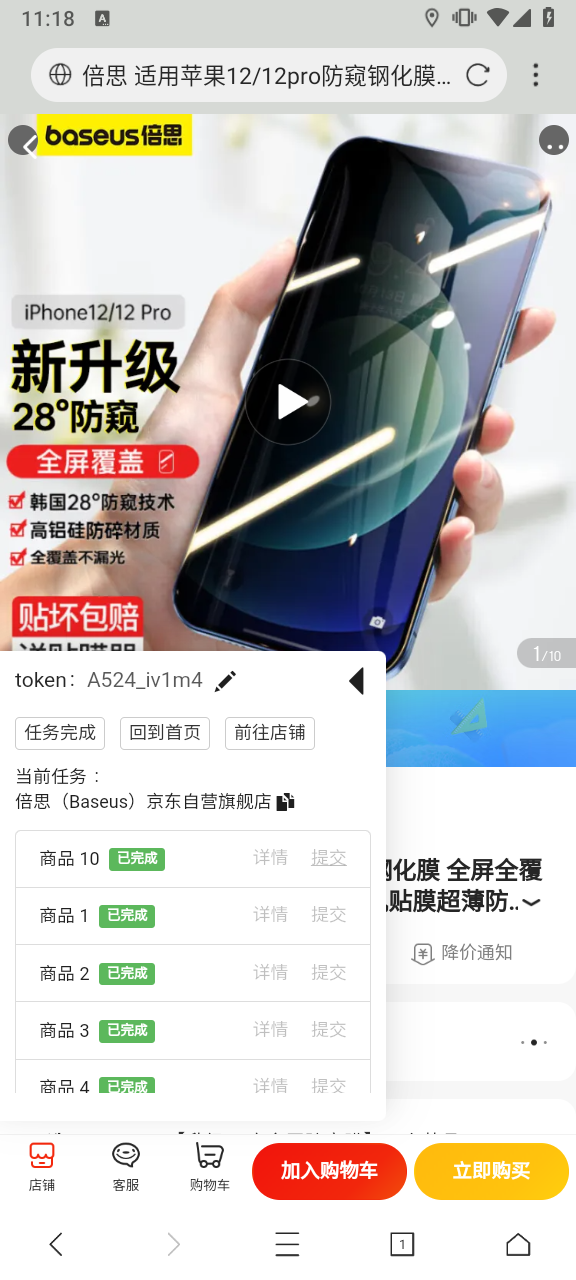 11:18
倍思 适用苹果12/12pro防窥钢化膜...
baseus倍思
iPhone12/12 Pro
新升级
28°防窥
全屏覆盖
韩国28°防窥技术
高铝硅防碎材质
全覆盖不漏光
贴坏包赔
1/10
token： A524_iv1m4
任务完成 回到首页 前往店铺
当前任务：
倍思（Baseus）京东自营旗舰店
商品 10 已完成 详情 提交
商品 1 已完成 详情 提交
商品 2 已完成 详情 提交
商品 3 已完成 详情 提交
商品 4 已完成 详情 提交
化膜 全屏全覆
贴膜超薄防..
降价通知
店铺 客服 购物车 加入购物车 立即购买
1